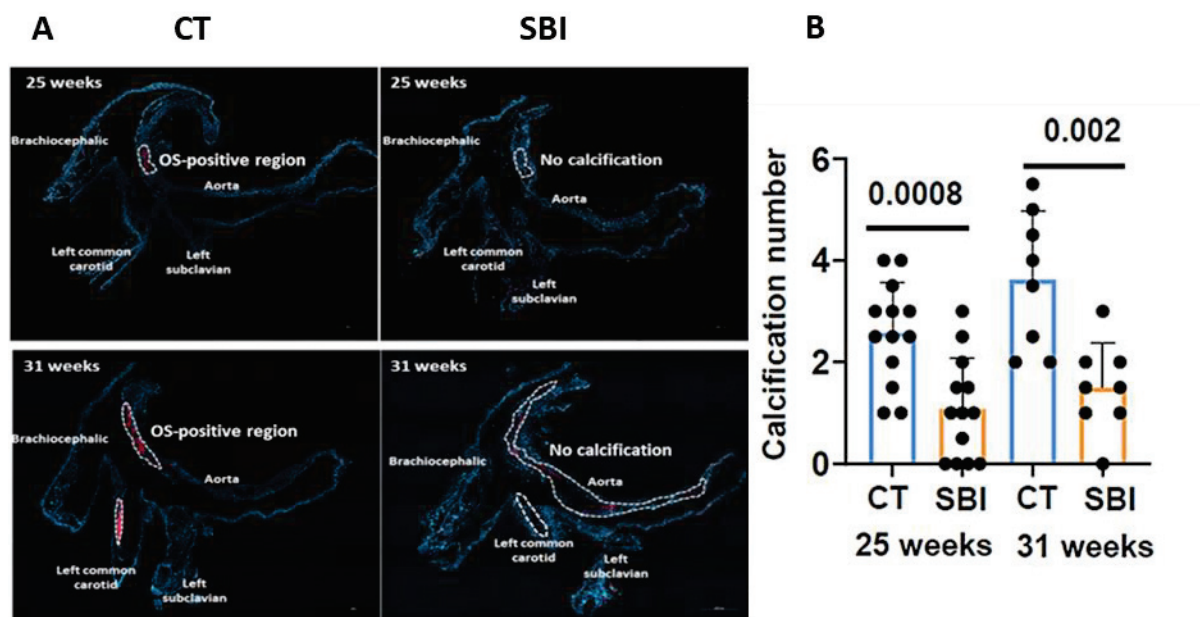 A
CT
SBI
B
25 weeks
Brachiocephalic
OS-positive region
Aorta
Left common
carotid
Left
subclavian
25 weeks
Brachiocephalic
No calcification
Aorta
Left common
carotid
Left
subclavian
31 weeks
OS-positive region
Brachiocephalic
Aorta
Left common
carotid
Left
subclavian
31 weeks
No calcification
Brachiocephalic
Aorta
Left common
carotid
Left
subclavian
Calcification number
6
4
2
0
0.0008
0.002
CT SBI CT SBI
25 weeks 31 weeks